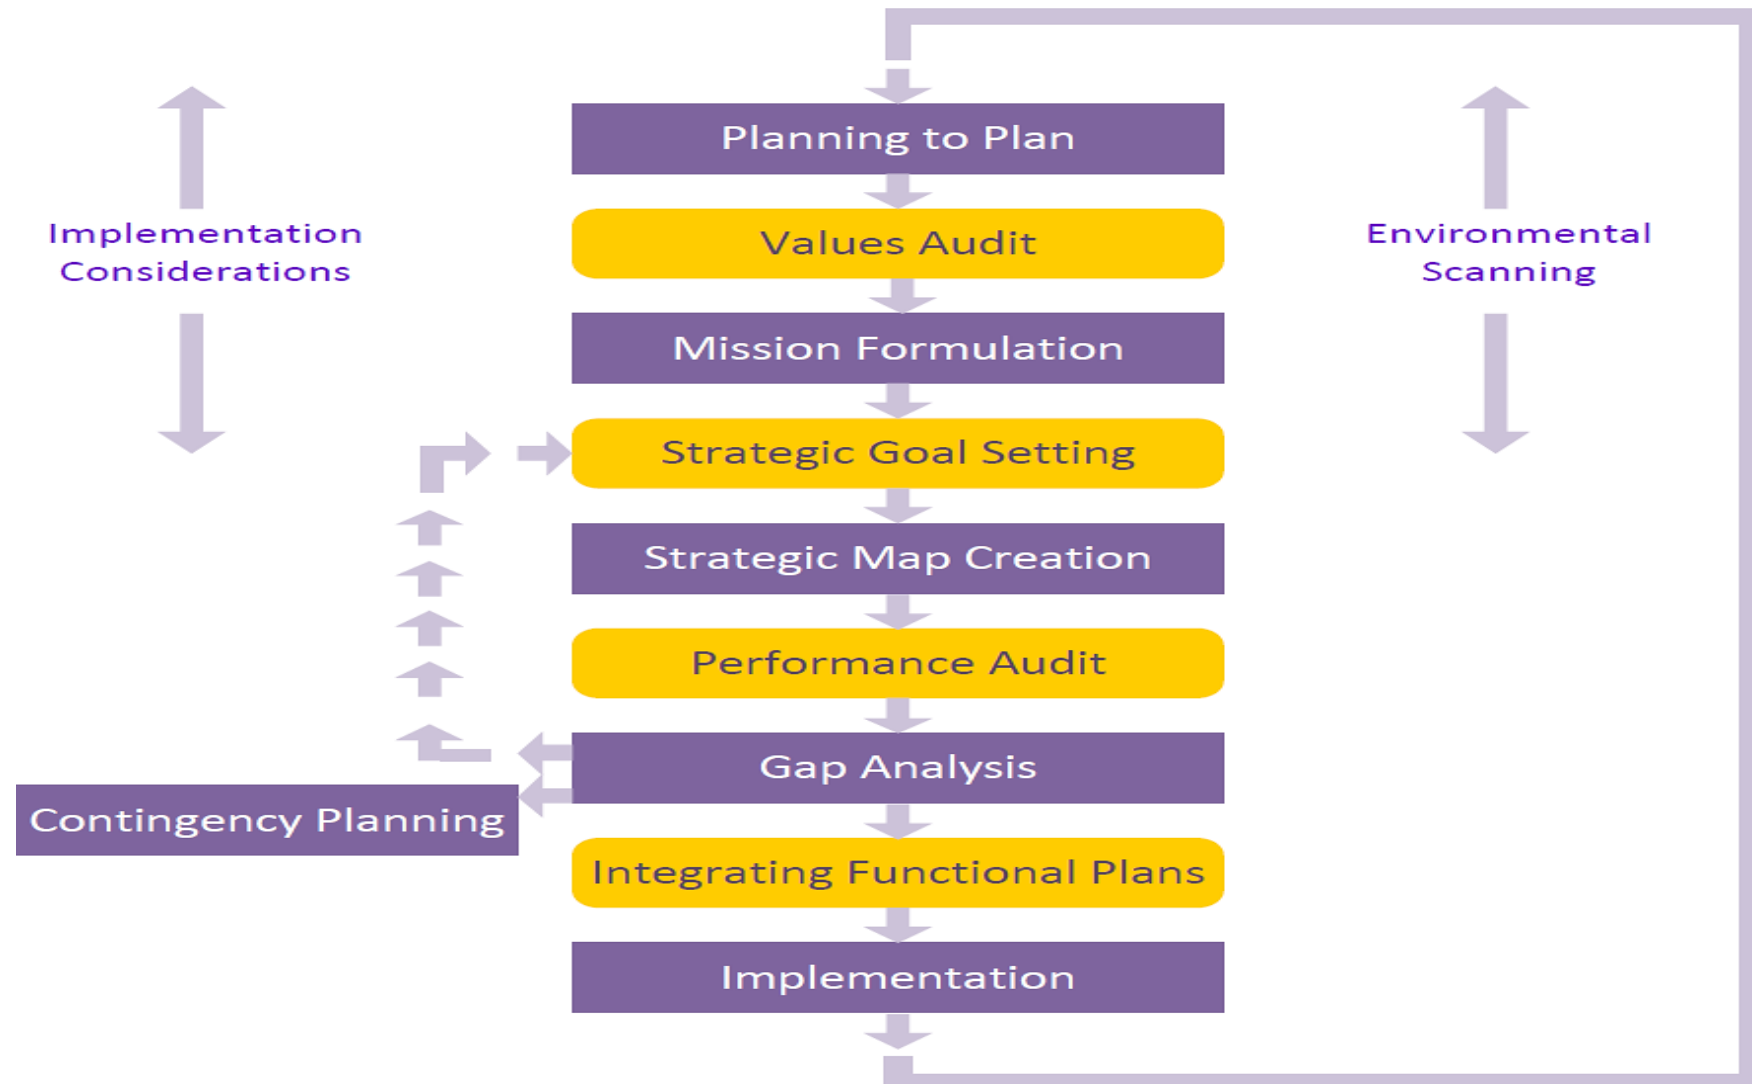 Planning to Plan
Values Audit
Implementation
Considerations
Environmental
Scanning
Mission Formulation
Strategic Goal Setting
Strategic Map Creation
Performance Audit
Gap Analysis
Contingency Planning
Integrating Functional Plans
Implementation